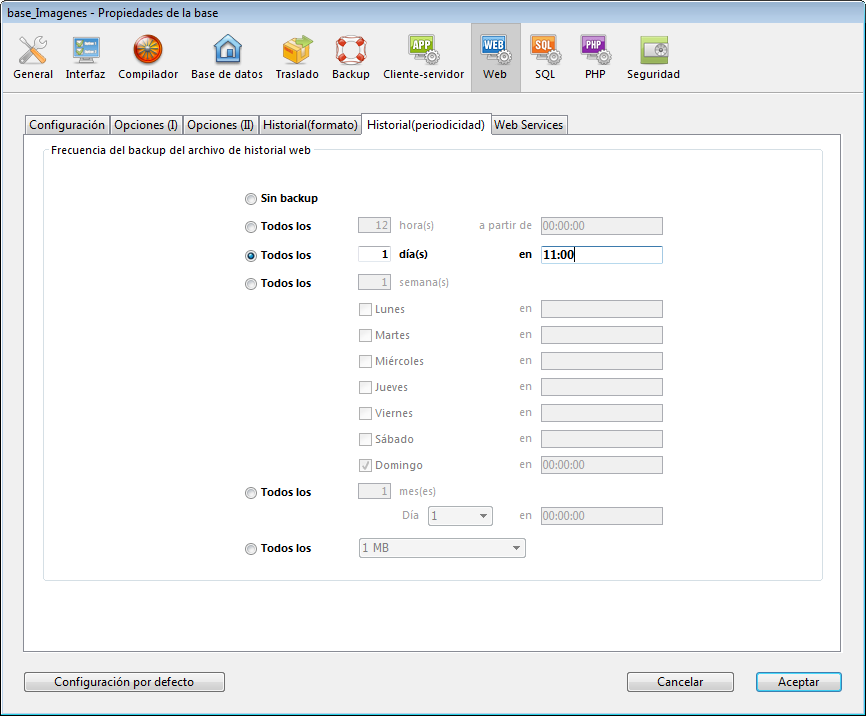 base_Imagenes - Propiedades de la base
General Interfaz Compilador Base de datos Traslado Backup APP Cliente-servidor WEB Web SQL SQL PHP PHP Seguridad
Configuración Opciones (I) Opciones (II) Historial(formato) Historial(periodicidad) Web Services
Frecuencia del backup del archivo de historial web
Sin backup
Todos los 12 hora(s) a partir de 00:00:00
Todos los 1 día(s) en 11:00
Todos los 1 semana(s)
Lunes en
Martes en
Miércoles en
Jueves en
Viernes en
Sábado en
Domingo en 00:00:00
Todos los 1 mes(es)
Día 1 en 00:00:00
Todos los 1 MB
Configuración por defecto Cancelar Aceptar